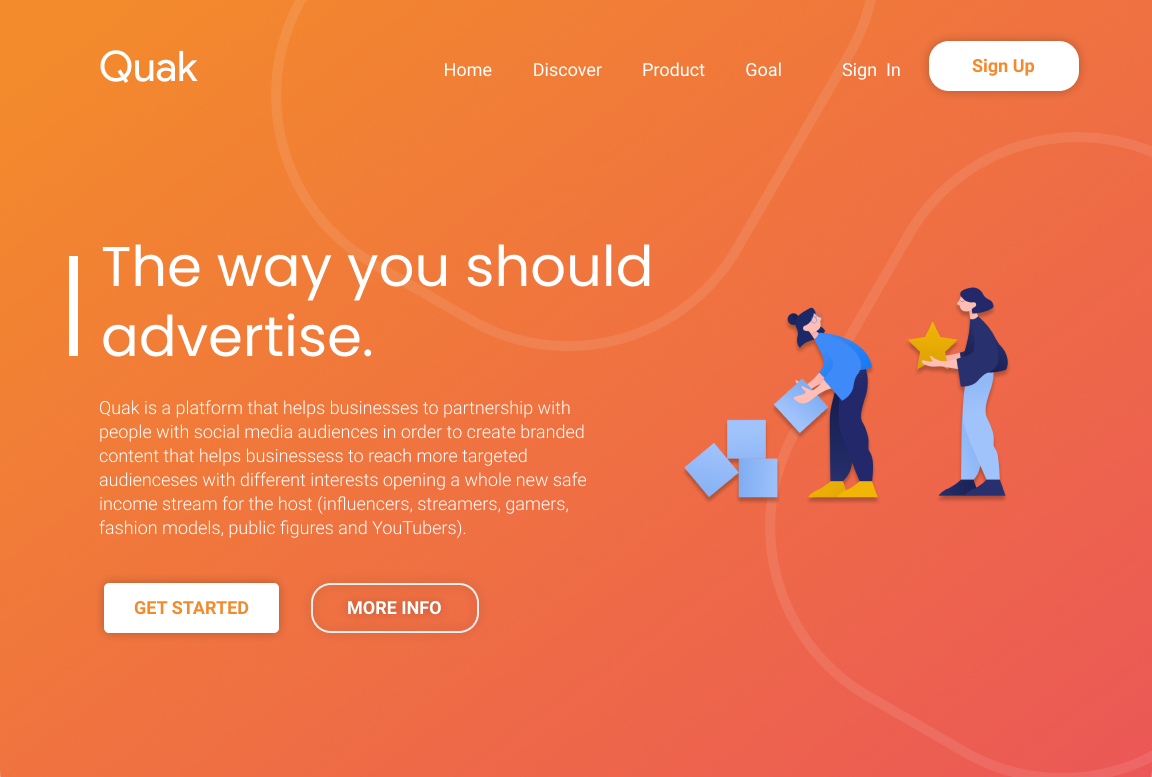 Quak
Home Discover Product Goal Sign In Sign Up
The way you should
advertise.
Quak is a platform that helps businesses to partnership with
people with social media audiences in order to create branded
content that helps businessess to reach more targeted
audienceses with different interests opening a whole new safe
income stream for the host (influencers, streamers, gamers,
fashion models, public figures and YouTubers).
GET STARTED MORE INFO